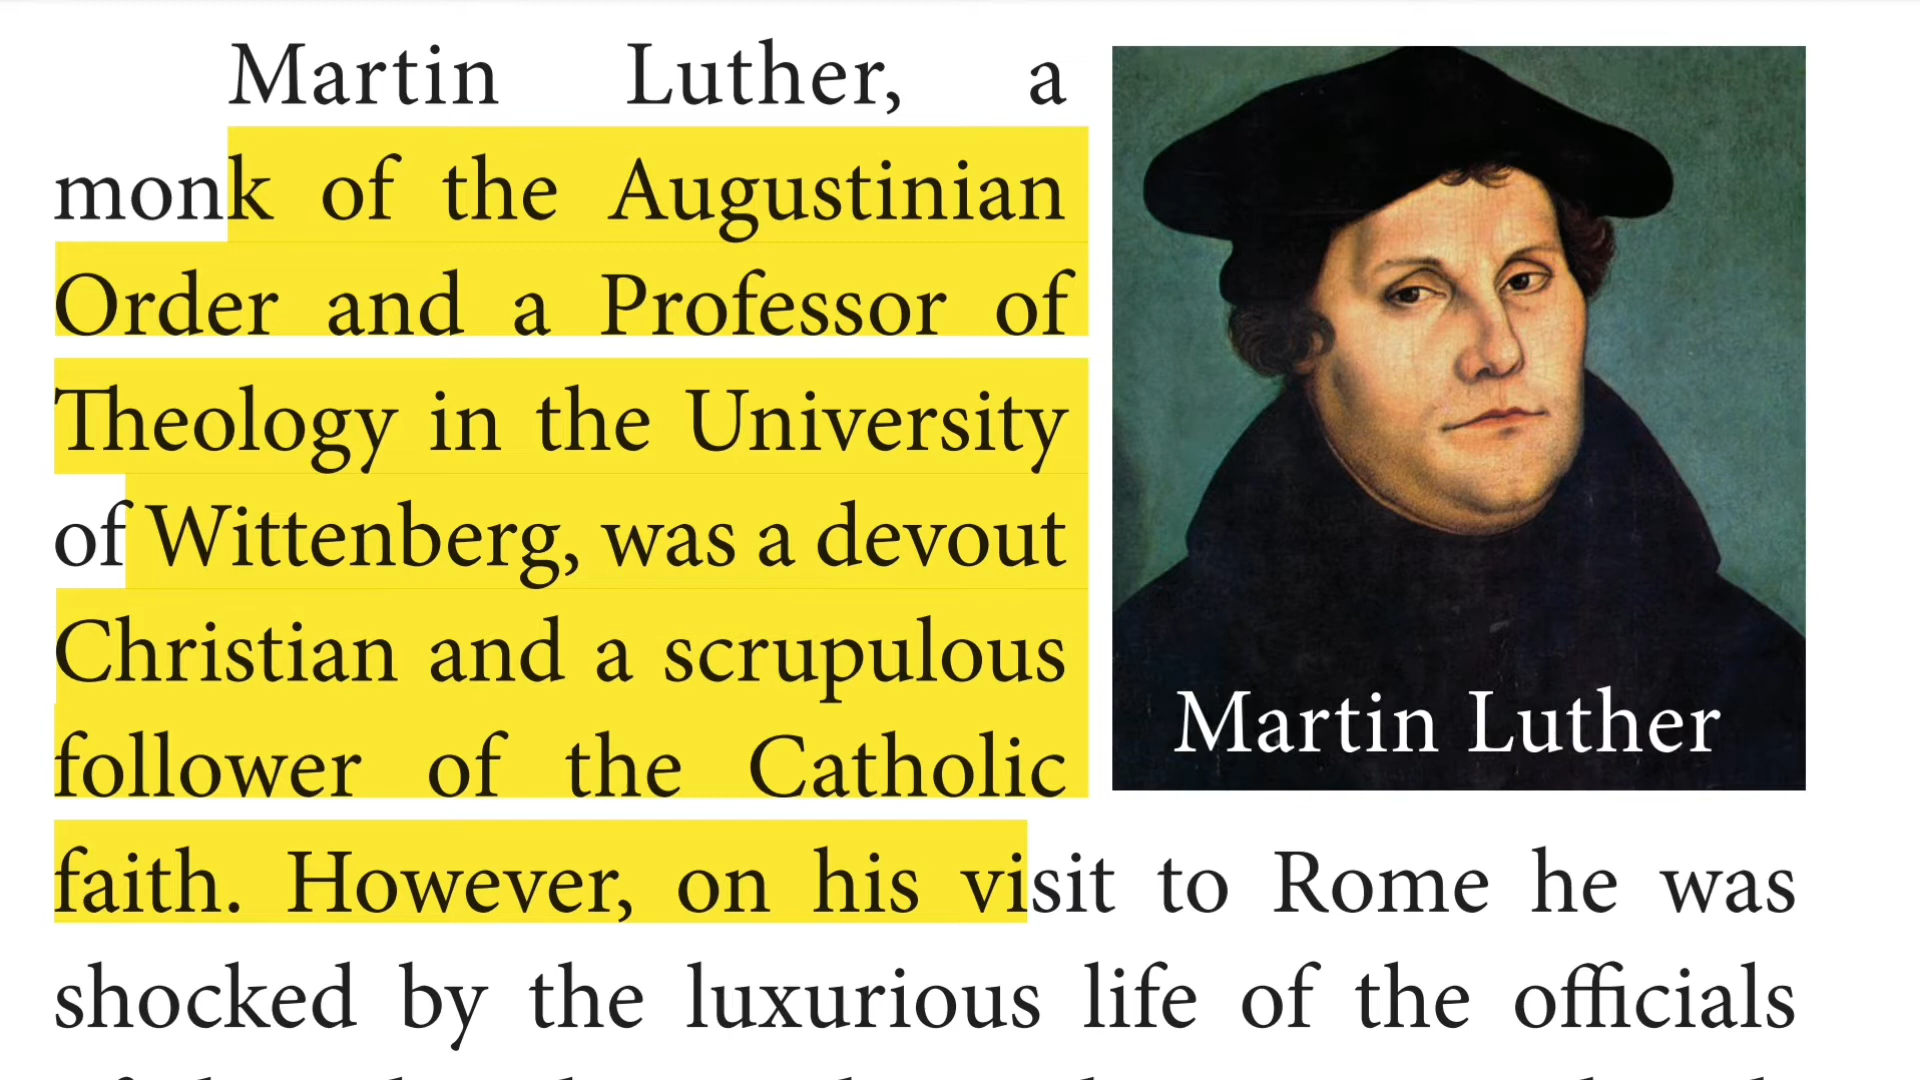 Martin Luther, a
monk of the Augustinian
Order and a Professor of
Theology in the University
of Wittenberg, was a devout
Christian and a scrupulous
follower of the Catholic
faith. However, on his visit to Rome he was
shocked by the luxurious life of the officials
Martin Luther